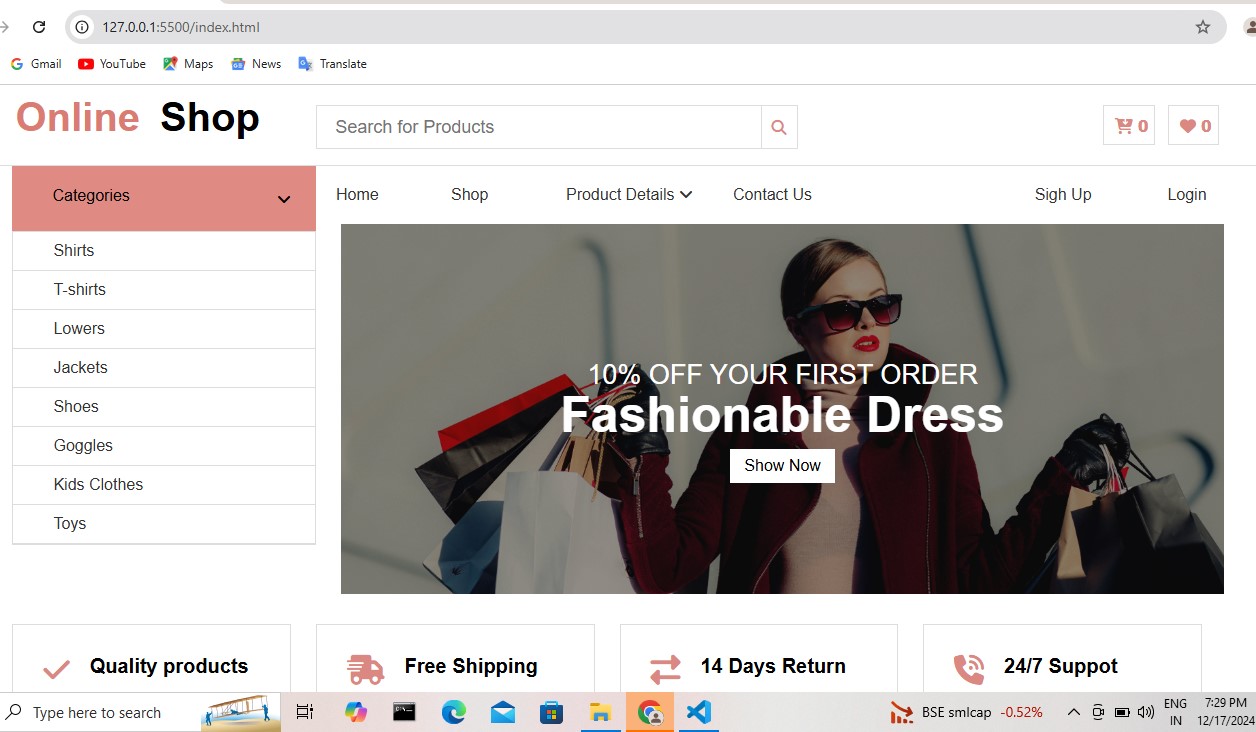 127.0.0.1:5500/index.html
Gmail YouTube Maps News Translate
Online Shop Search for Products 0 0
Categories Home Shop Product Details Contact Us Sigh Up Login
Shirts
T-shirts
Lowers
Jackets
Shoes
Goggles
Kids Clothes
Toys
10% OFF YOUR FIRST ORDER
Fashionable Dress
Show Now
Quality products Free Shipping 14 Days Return 24/7 Suppot
Type here to search BSE smlcap -0.52% ENG 7:29 PM
IN 12/17/2024